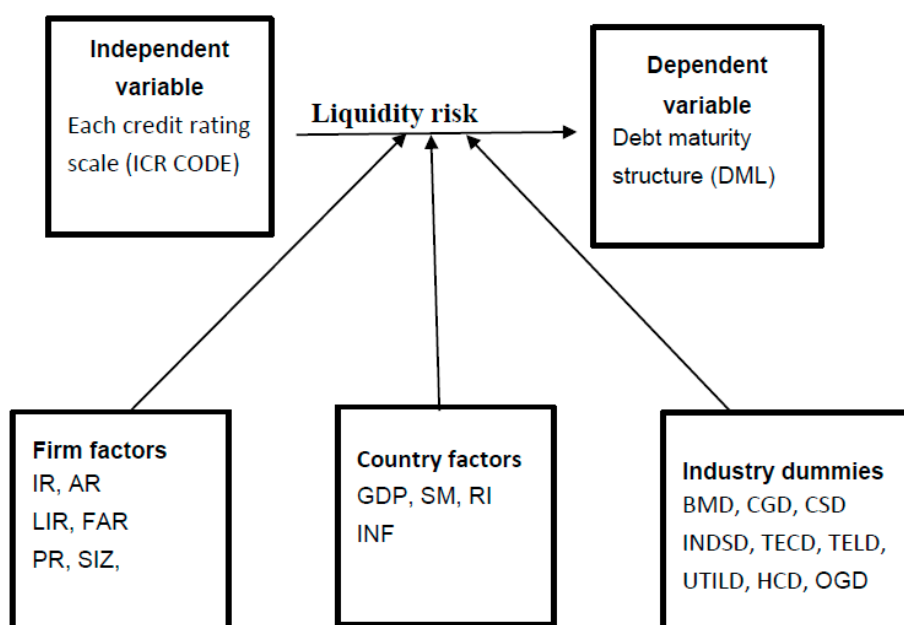 Independent
variable
Each credit rating
scale (ICR CODE)
Liquidity risk
Dependent
variable
Debt maturity
structure (DML)
Firm factors
IR, AR
LIR, FAR
PR, SIZ,
Country factors
GDP, SM, RI
INF
Industry dummies
BMD, CGD, CSD
INDSD, TECD, TELD,
UTILD, HCD, OGD